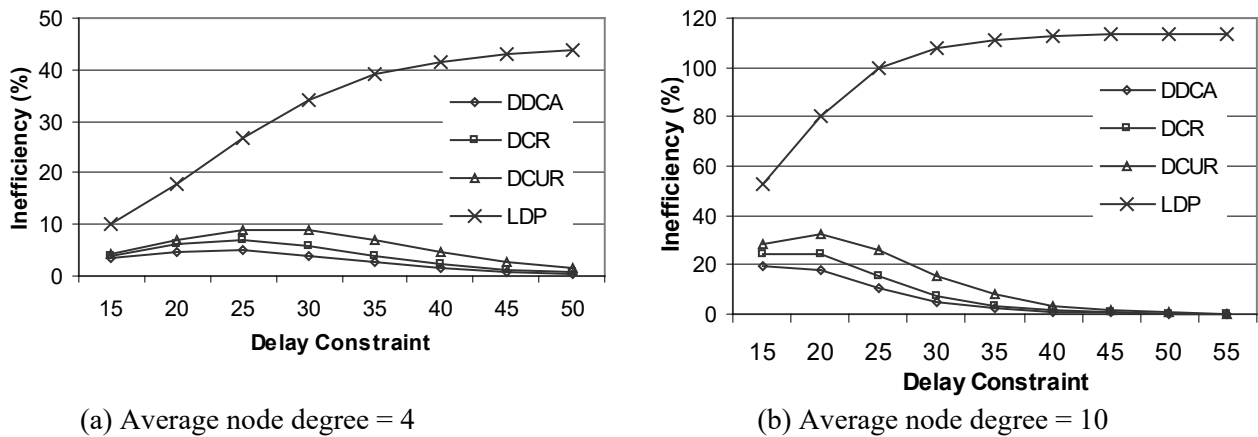 50
40
30
20
10
0
Inefficiency (%)
15 20 25 30 35 40 45 50
Delay Constraint
DDCA
DCR
DCUR
LDP
(a) Average node degree = 4
120
100
80
60
40
20
0
Inefficiency (%)
15 20 25 30 35 40 45 50 55
Delay Constraint
DDCA
DCR
DCUR
LDP
(b) Average node degree = 10